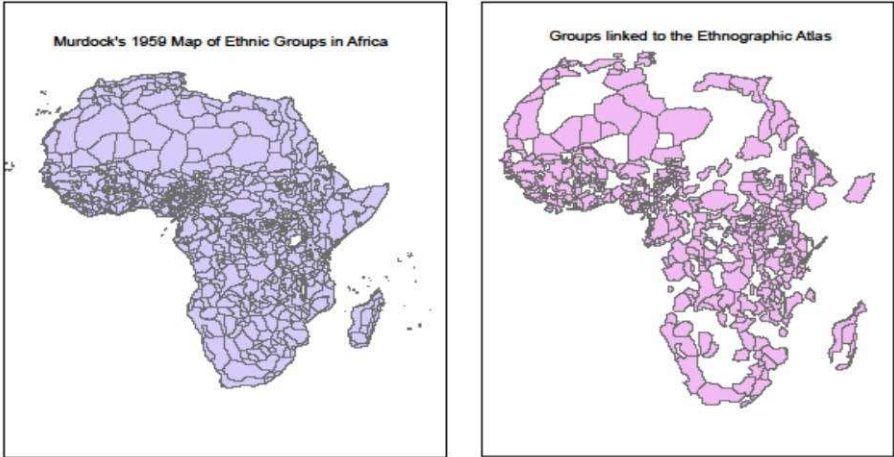 Murdock's 1959 Map of Ethnic Groups in Africa
Groups linked to the Ethnographic Atlas